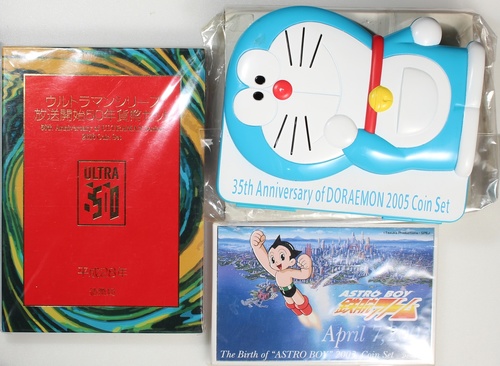 ウルトラマンシリーズ
放送開始50年貨幣セット
ULTRA
50
35th Anniversary of DORAEMON 2005 Coin Set
ASTRO BOY
鉄腕アトム
April 7,
The Birth of "ASTRO BOY" 2003 Coin Set